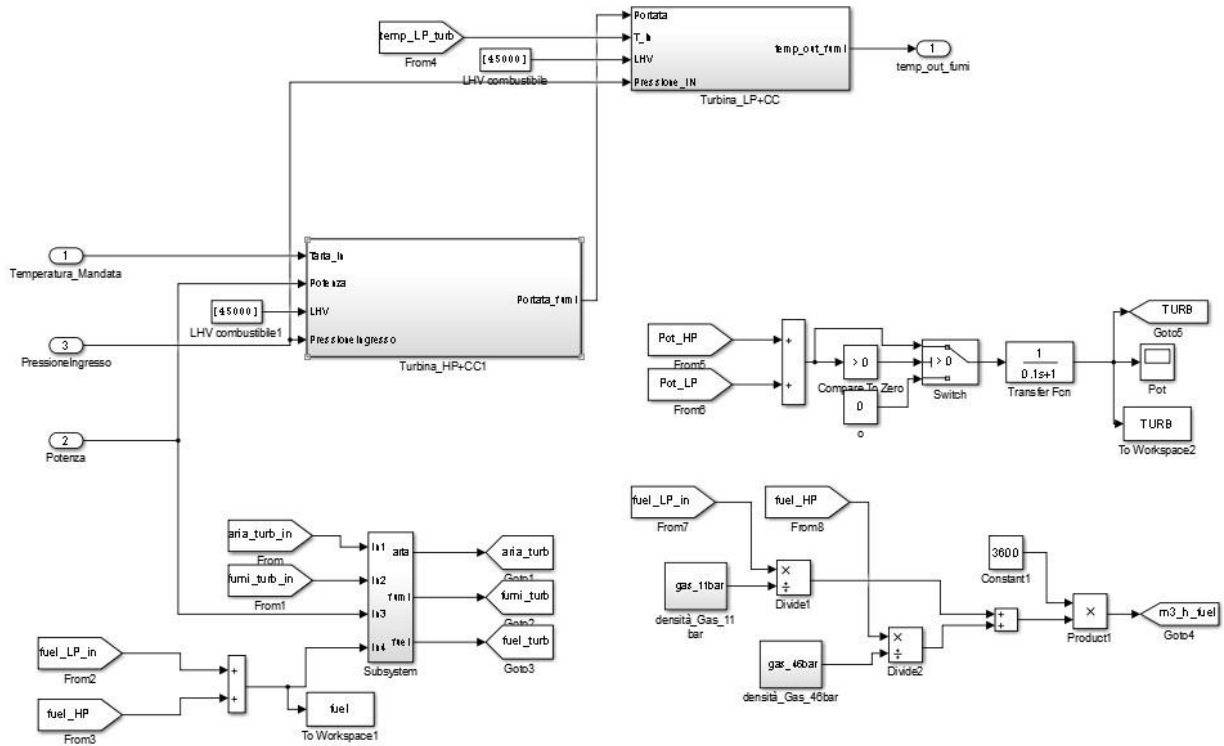 temp_LP_turb
From4
[45000]
LHV combustibile
Portata
T_in
LHV
Pressione_IN
temp_out_fumi
Turbina_LP+CC
1
temp_out_fumi
1
Temperatura_Mandata
3
PressioneIngresso
2
Potenza
[45000]
LHV combustibile1
Taria_in
Potenza
LHV
Pressione Ingresso
Portata_fumi
Turbina_HP+CC1
Pot_HP
From5
Pot_LP
From6
+
+
> 0
Compare To Zero
0
o
> 0
Switch
1
0.1s+1
Transfer Fcn
TURB
Goto5
Pot
TURB
To Workspace2
aria_turb_in
From
fumi_turb_in
From1
fuel_LP_in
From2
fuel_HP
From3
+
+
fuel
To Workspace1
In1
In2
In3
In4
aria
fumi
fuel
Subsystem
aria_turb
Goto1
fumi_turb
Goto2
fuel_turb
Goto3
fuel_LP_in
From7
fuel_HP
From8
gas_11bar
densità_Gas_11
bar
×
÷
Divide1
gas_46bar
densità_Gas_46bar
×
÷
Divide2
+
+
3600
Constant1
×
Product1
m3_h_fuel
Goto4